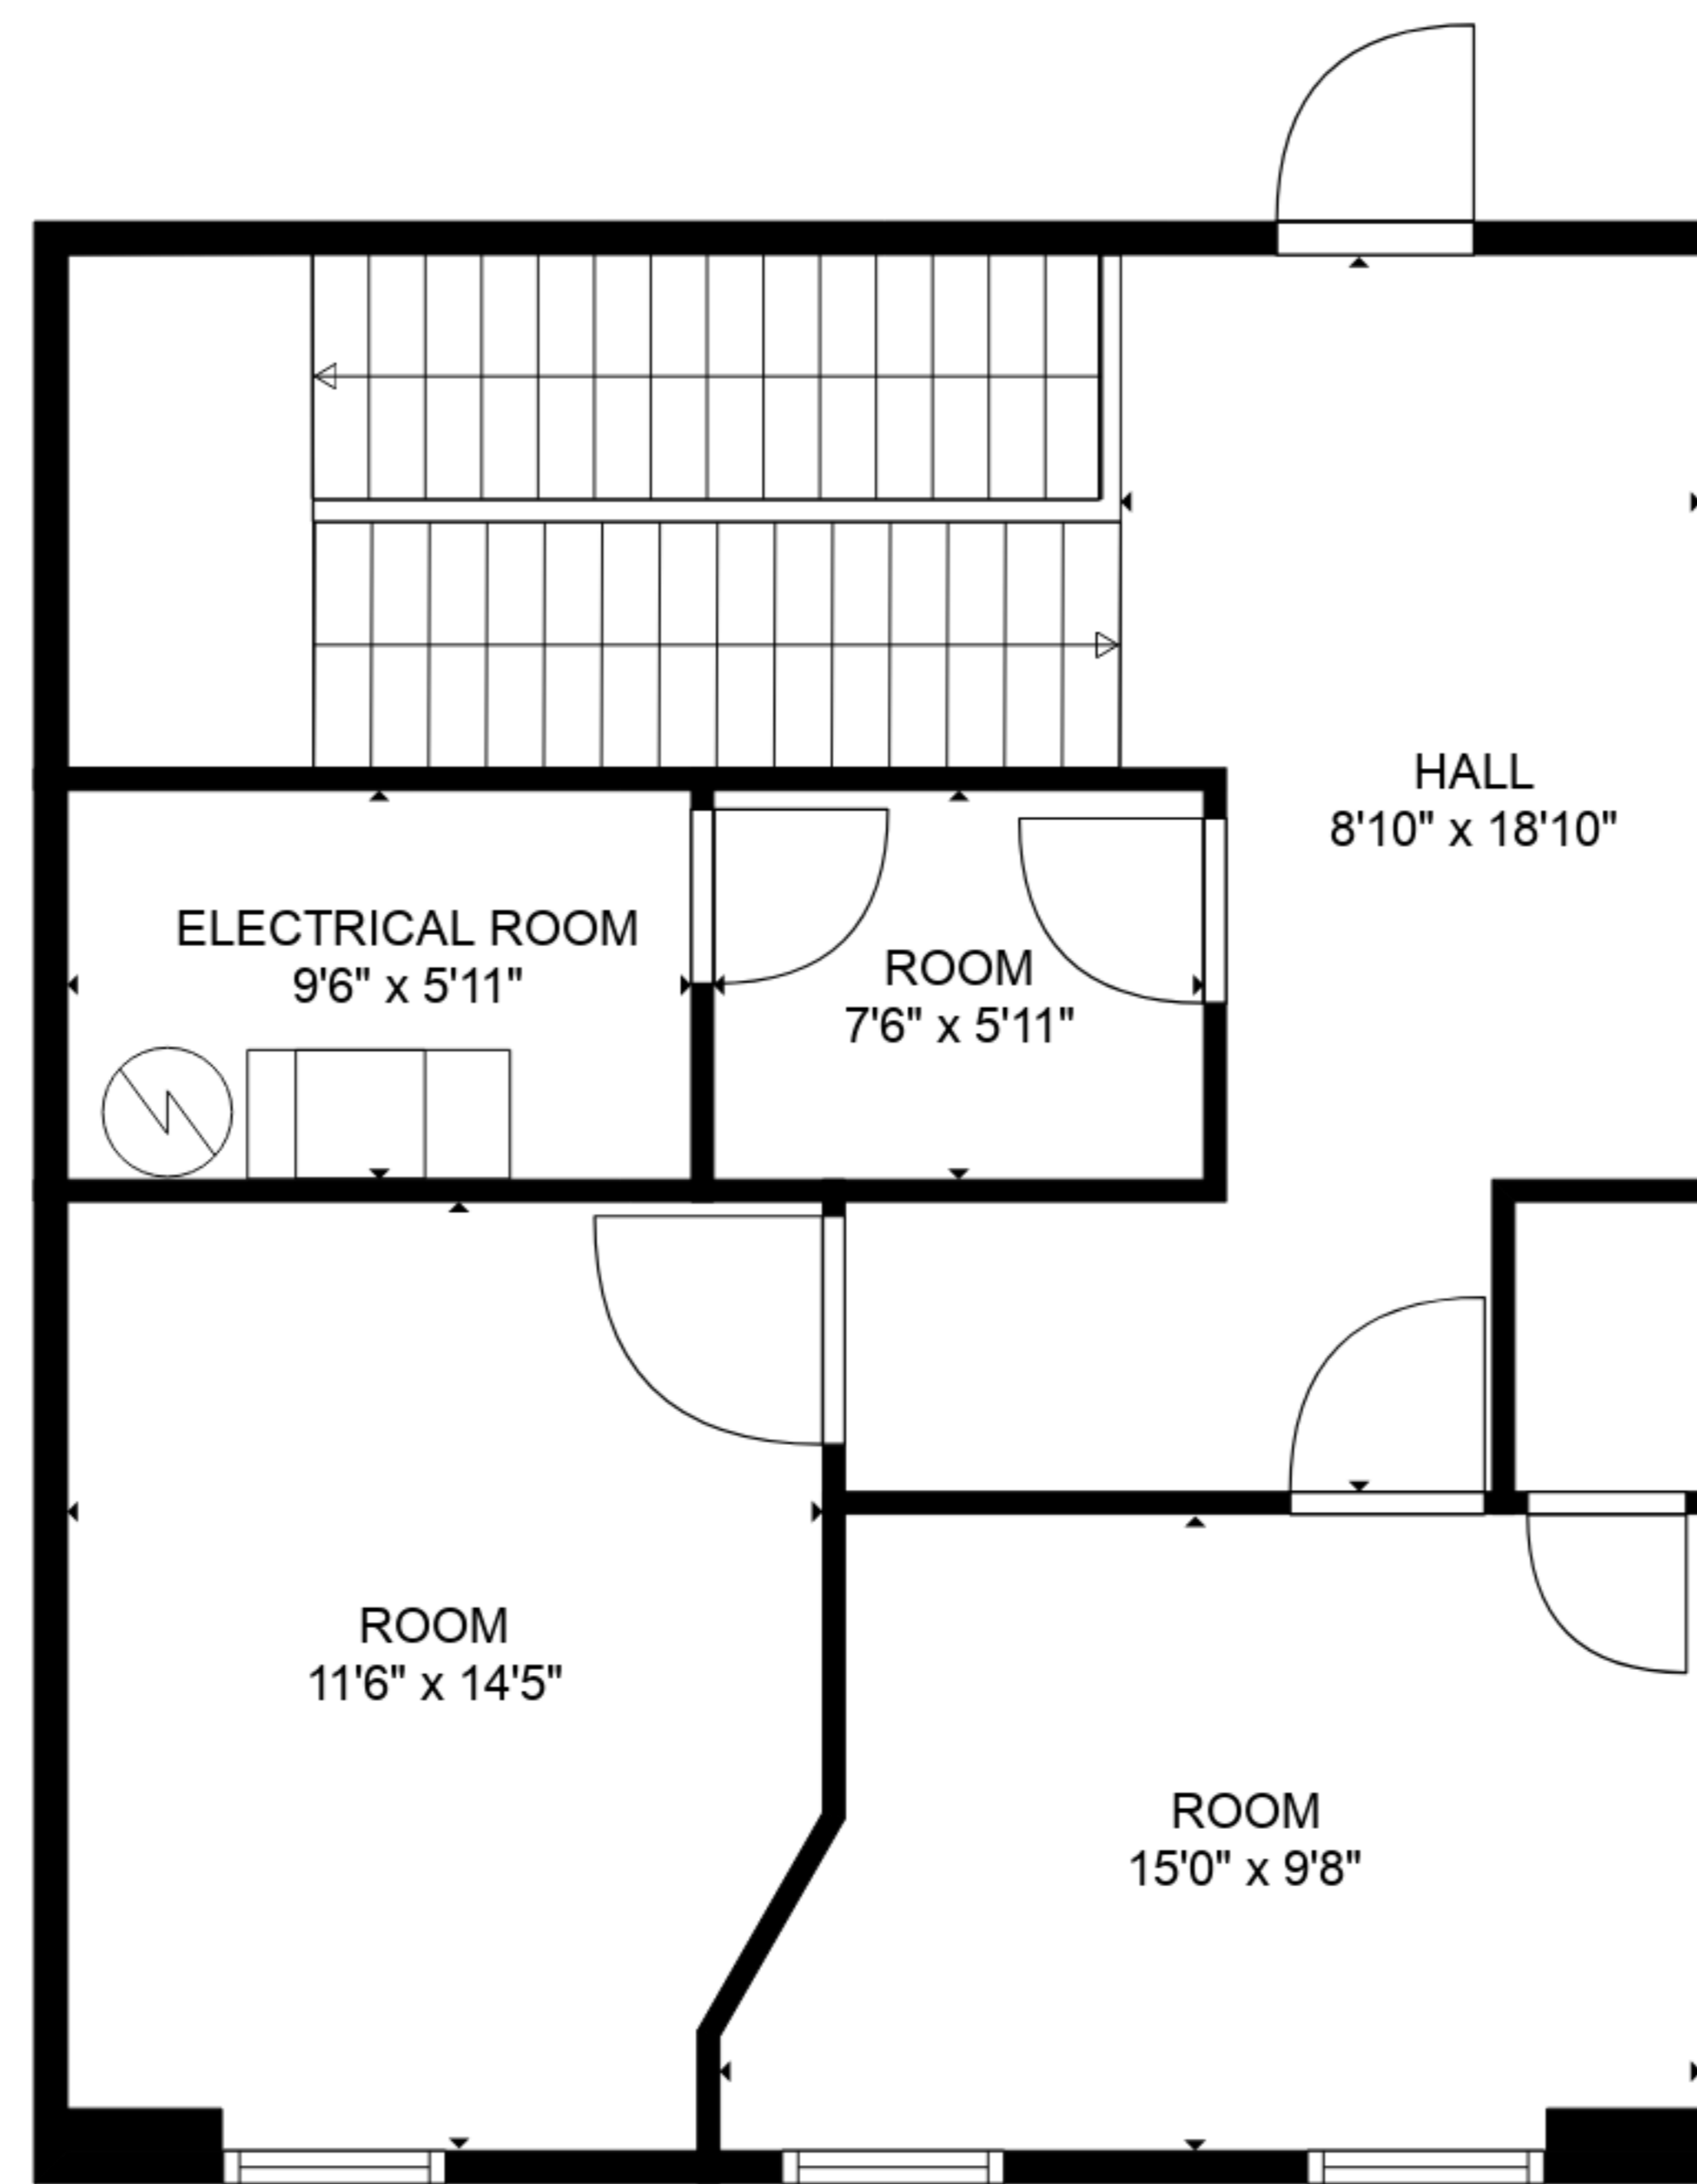 HALL
8'10" x 18'10"
ELECTRICAL ROOM
9'6" x 5'11"
ROOM
7'6" x 5'11"
ROOM
11'6" x 14'5"
ROOM
15'0" x 9'8"